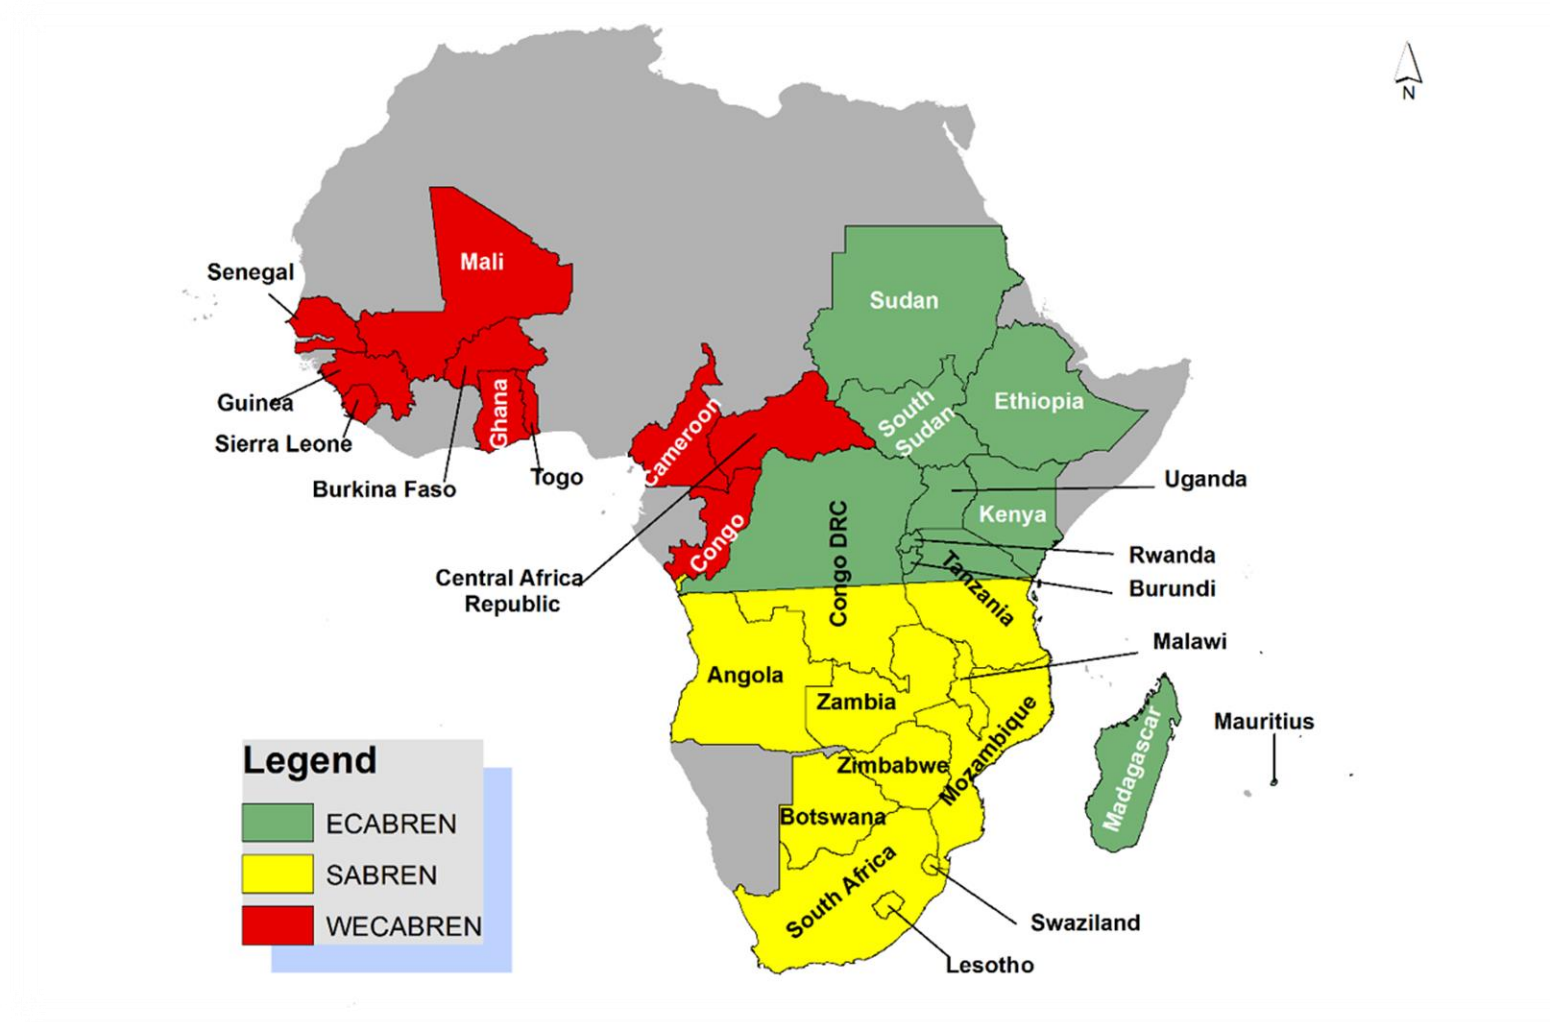 N
Mali
Senegal
Sudan
Guinea
Ghana
Cameroon
South
Sudan
Ethiopia
Sierra Leone
Burkina Faso
Togo
Uganda
Kenya
Congo
Congo DRC
Rwanda
Central Africa
Republic
Tanzania
Burundi
Malawi
Angola
Zambia
Mozambique
Madagascar
Mauritius
Zimbabwe
Botswana
South Africa
Swaziland
Lesotho
Legend
ECABREN
SABREN
WECABREN